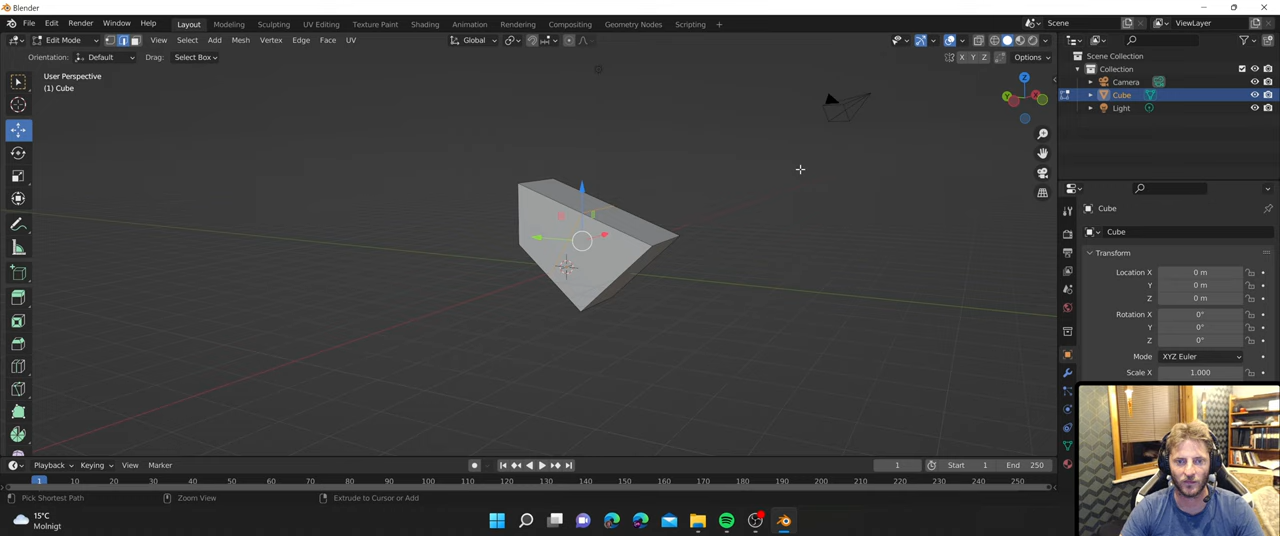 Blender
File Edit Render Window Help Layout Modeling Sculpting UV Editing Texture Paint Shading Animation Rendering Compositing Geometry Nodes Scripting + Scene ViewLayer
Edit Mode View Select Add Mesh Vertex Edge Face UV Global
Orientation: Default Drag: Select Box X Y Z Options
User Perspective
(1) Cube
Z
Y X
Scene Collection
Collection
Camera
Cube
Light
Cube
Cube
Transform
Location X 0 m
Y 0 m
Z 0 m
Rotation X 0°
Y 0°
Z 0°
Mode XYZ Euler
Scale X 1.000
Playback Keying View Marker 1 Start 1 End 250
1 10 20 30 40 50 60 70 80 90 100 110 120 130 140 150 160 170 180 190 200 210 220 230 240 250
Pick Shortest Path Zoom View Extrude to Cursor or Add
15°C
Molnigt